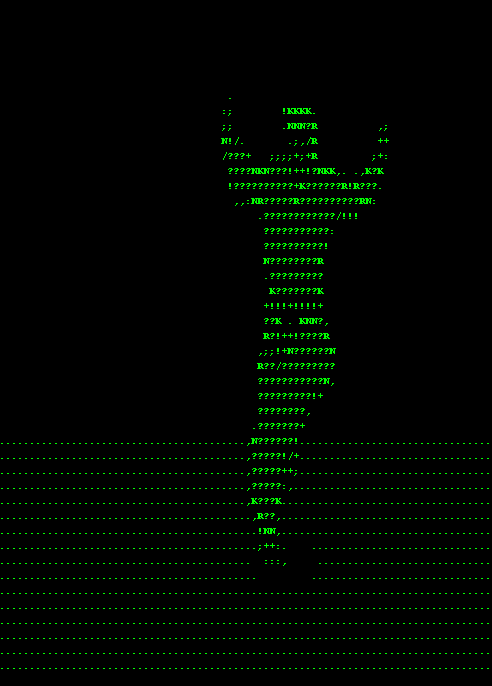 .
                                     :;        !KKKK.
                                     ;;        .NNN?R          ,;
                                     N!/.       .;,/R          ++
                                     /???+   ;;;;+;+R         ;+:
                                      ????NKN???!++!?NKK,. .,K?K
                                      !??????????+K??????R!R???.
                                       ,,:NR?????R??????????RN:
                                           .????????????/!!!
                                            ???????????:
                                            ??????????!
                                            N????????R
                                            .?????????
                                             K???????K
                                            +!!!+!!!!+
                                            ??K . KNN?,
                                            R?!++!????R
                                           ,;;!+N??????N
                                           R??/?????????
                                           ???????????N,
                                           ?????????!+
                                           ????????,
                                          .???????+
.........................................,N??????!................................
.........................................,?????!/+................................
.........................................,?????++;................................
.........................................,?????:,.................................
.........................................,K???K...................................
..........................................R??,....................................
...........................................!NN,...................................
...........................................;++:.    ..............................
............................................:::,     .............................
...........................................         ..............................
..................................................................................
..................................................................................
..................................................................................
..................................................................................
..................................................................................
..................................................................................